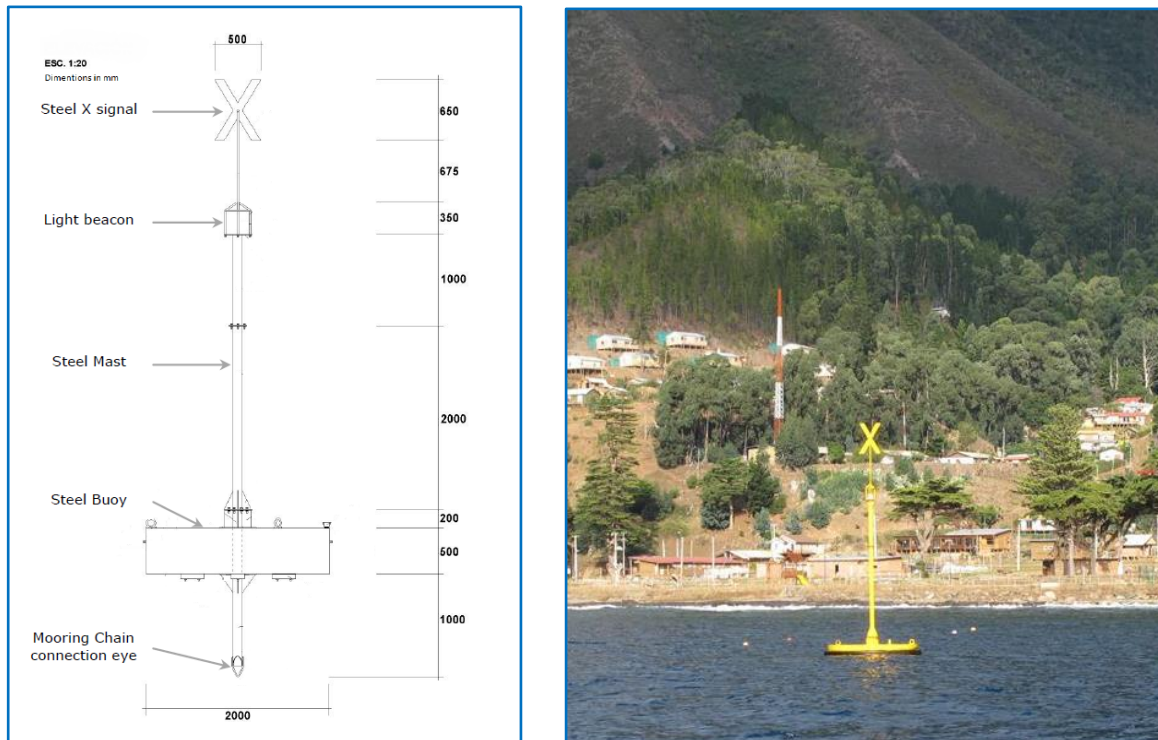 500
ESC. 1:20
Dimentions in mm
Steel X signal
650
675
Light beacon
350
1000
Steel Mast
2000
Steel Buoy
200
500
1000
Mooring Chain
connection eye
2000